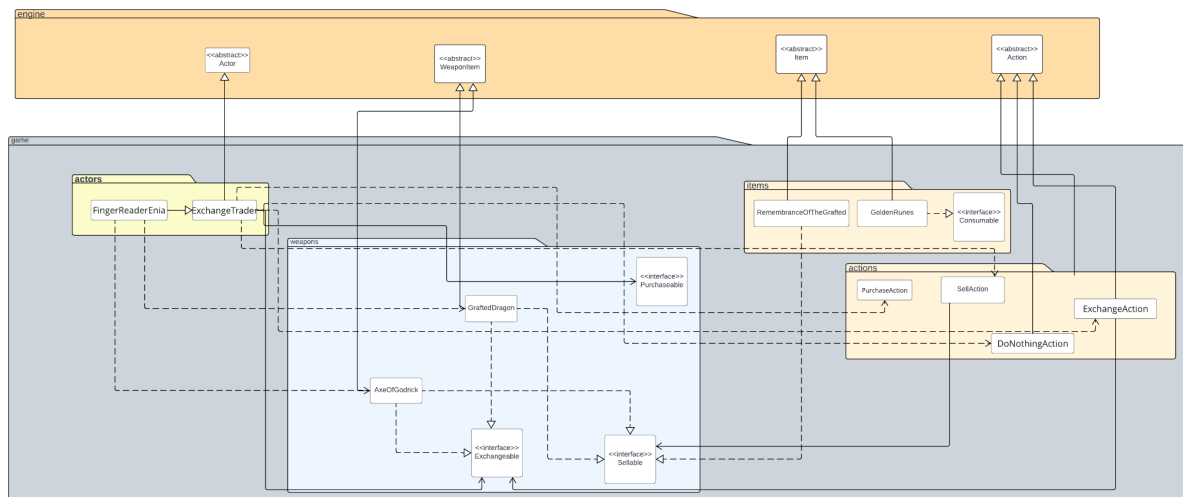 engine
<<abstract>>
Actor
<<abstract>>
WeaponItem
<<abstract>>
Item
<<abstract>>
Action
game
actors
FingerReaderEnia
ExchangeTrader
items
RemembranceOfTheGrafted
GoldenRunes
<<interface>>
Consumable
weapons
<<interface>>
Purchaseable
GraftedDragon
AxeOfGodrick
<<interface>>
Exchangeable
<<interface>>
Sellable
actions
PurchaseAction
SellAction
ExchangeAction
DoNothingAction